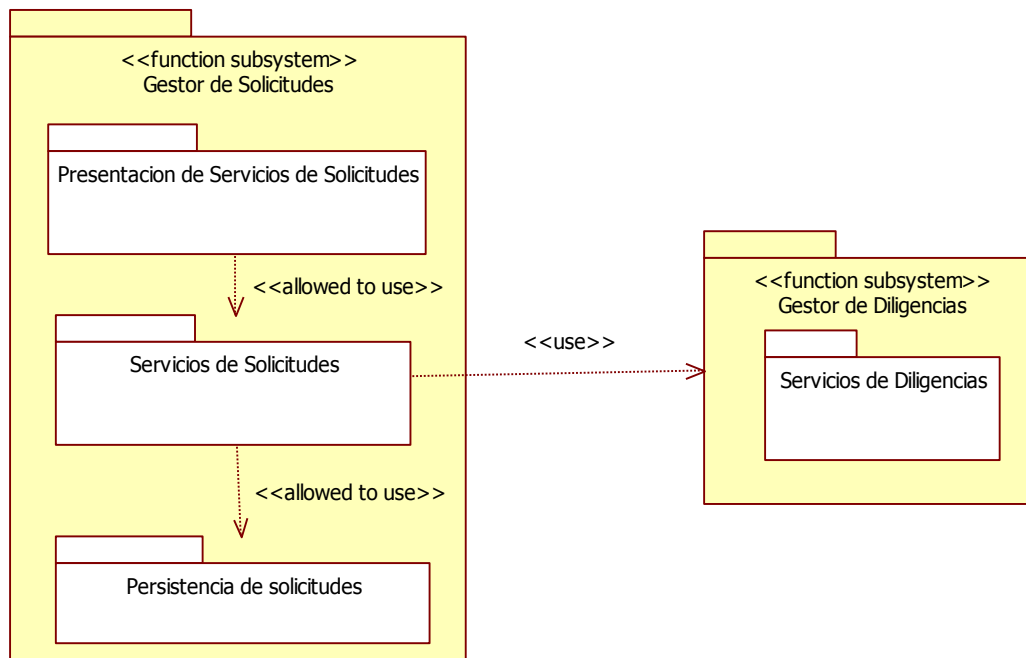 <<function subsystem>>
Gestor de Solicitudes
Presentacion de Servicios de Solicitudes
<<allowed to use>>
Servicios de Solicitudes
<<allowed to use>>
Persistencia de solicitudes
<<use>>
<<function subsystem>>
Gestor de Diligencias
Servicios de Diligencias